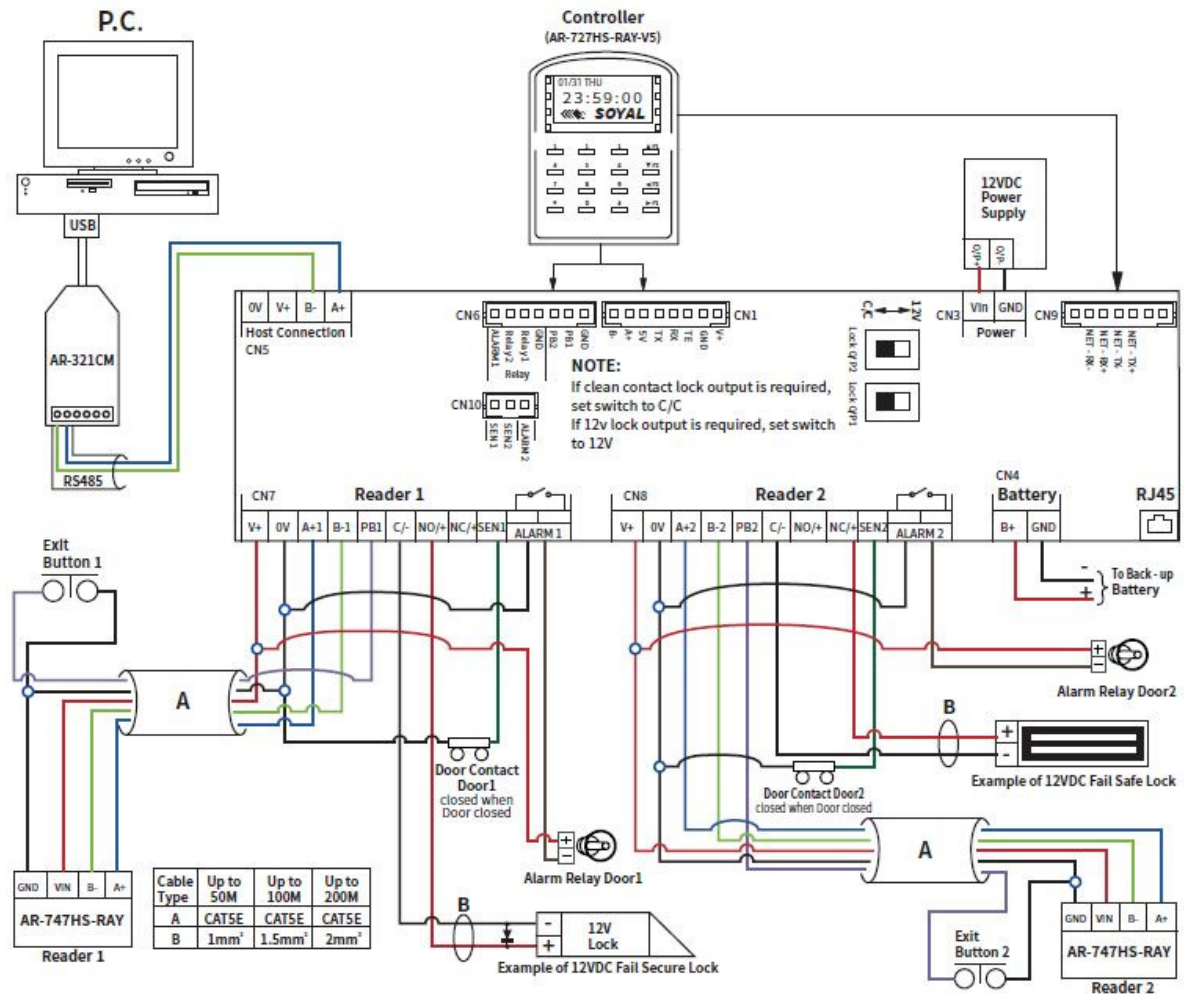 P.C.
Controller
(AR-727HS-RAY-V5)
01/31 THU
23:59:00
SOYAL
12VDC
Power
Supply
O/P+
O/P-
USB
AR-321CM
RS485
0V V+ B- A+
Host Connection
CN5
CN6
ALARM1
Relay2
Relay1
GND
PB2
PB1
GND
Relay
CN1
B-
A+
5V
TX
RX
TE
GND
V+
C/C 12V
Lock O/P2
Lock O/P1
CN3
VIn GND
Power
CN9
NET - RX-
NET - RX+
NET - TX-
NET - TX+
NOTE:
If clean contact lock output is required,
set switch to C/C
If 12v lock output is required, set switch
to 12V
CN10
SEN1
SEN2
ALARM2
CN7
Reader 1
V+ 0V A+1 B-1 PB1 C/- NO/+ NC/+ SEN1 ALARM 1
CN8
Reader 2
V+ 0V A+2 B-2 PB2 C/- NO/+ NC/+ SEN2 ALARM 2
CN4
Battery
B+ GND
RJ45
Exit
Button 1
-
+
To Back - up
Battery
A
+
-
Alarm Relay Door2
B
+
-
Example of 12VDC Fail Safe Lock
Door Contact
Door1
closed when
Door closed
Door Contact Door2
closed when Door closed
+
-
Alarm Relay Door1
A
GND VIN B- A+
AR-747HS-RAY
Reader 1
Cable Type Up to 50M Up to 100M Up to 200M
A CAT5E CAT5E CAT5E
B 1mm² 1.5mm² 2mm²
B
-
+
12V
Lock
Example of 12VDC Fail Secure Lock
Exit
Button 2
GND VIN B- A+
AR-747HS-RAY
Reader 2